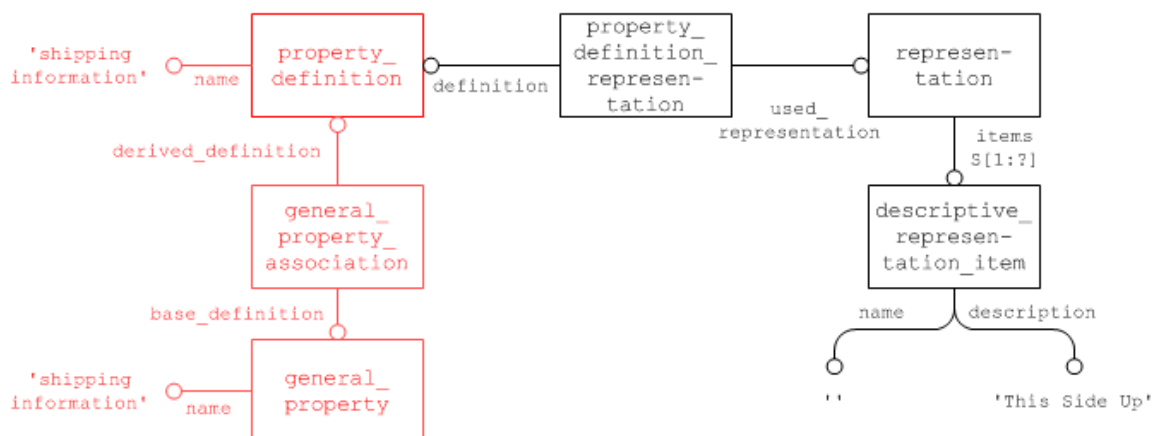 'shipping
information'
name
property_
definition
definition
property_
definition_
represen-
tation
used_
representation
represen-
tation
derived_definition
items
S[1:?]
general_
property_
association
descriptive_
represen-
tation_item
base_definition
name
description
'shipping
information'
name
general_
property
''
'This Side Up'